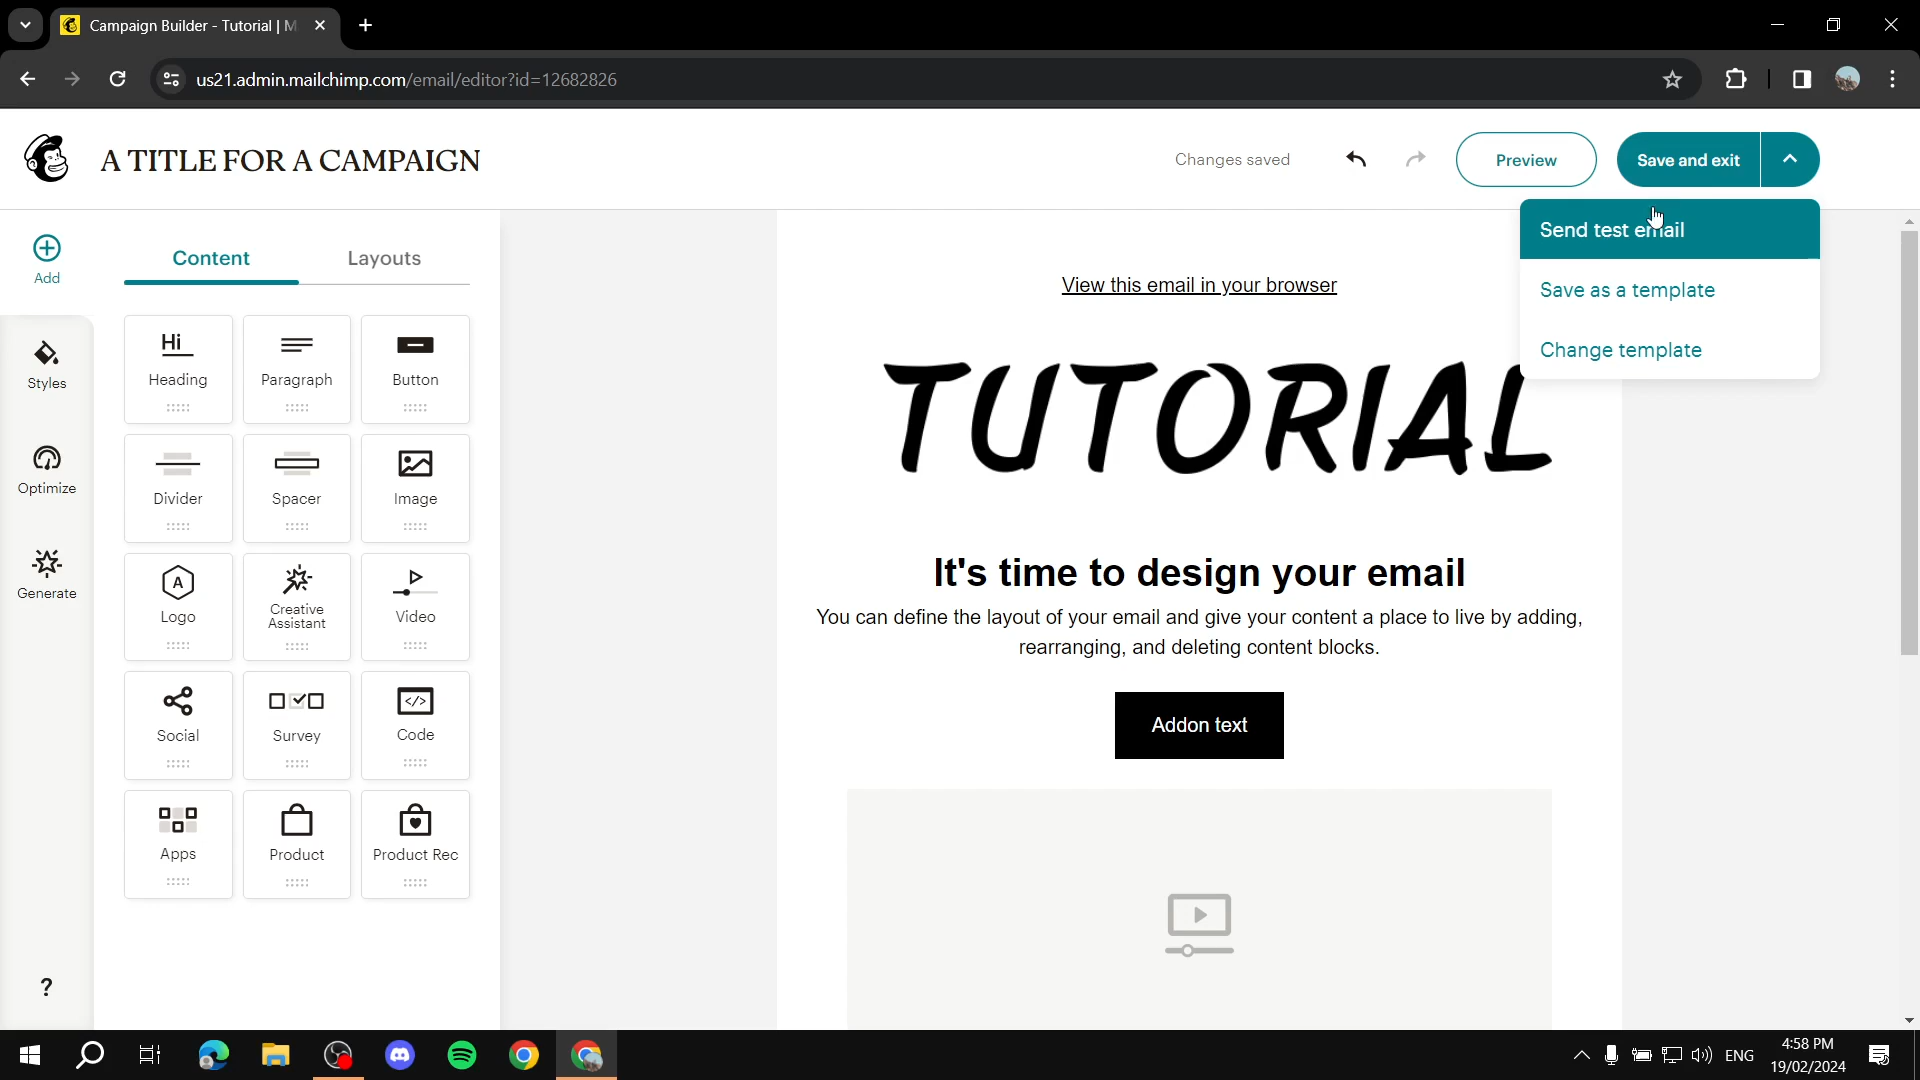 Campaign Builder - Tutorial | M
us21.admin.mailchimp.com/email/editor?id=12682826
A TITLE FOR A CAMPAIGN
Changes saved
Preview
Save and exit
Send test email
Save as a template
Change template
Add
Styles
Optimize
Generate
?
Content
Layouts
Hi
Heading
Paragraph
Button
Divider
Spacer
Image
A
Logo
Creative
Assistant
Video
Social
Survey
</>
Code
Apps
Product
Product Rec
View this email in your browser
TUTORIAL
It's time to design your email
You can define the layout of your email and give your content a place to live by adding,
rearranging, and deleting content blocks.
Addon text
ENG
4:58 PM
19/02/2024